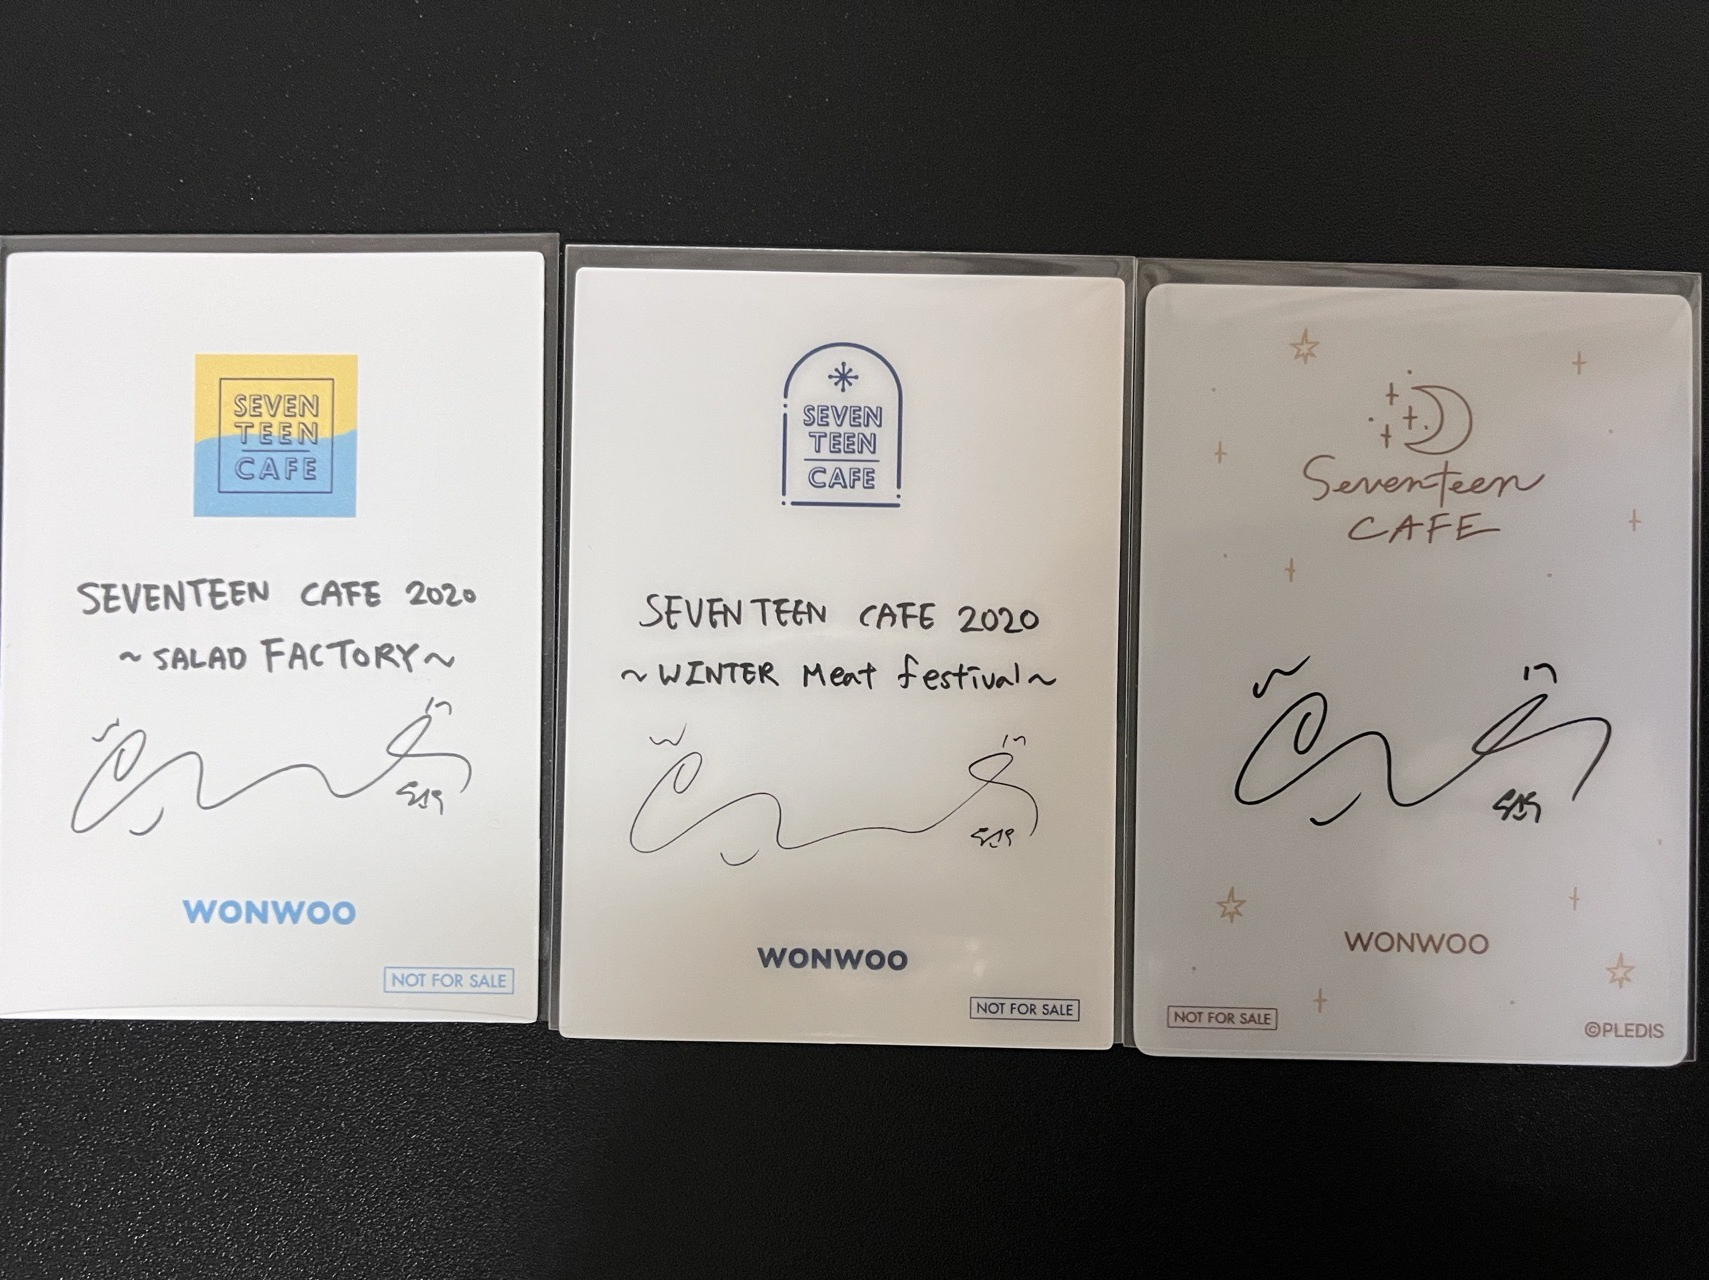 SEVEN
TEEN
CAFE
SEVENTEEN CAFE 2020
~SALAD FACTORY~
WONWOO
NOT FOR SALE
SEVEN
TEEN
CAFE
SEVENTEEN CAFE 2020
~WINTER Meat festival~
WONWOO
NOT FOR SALE
Seventeen
CAFE
WONWOO
NOT FOR SALE
©PLEDIS